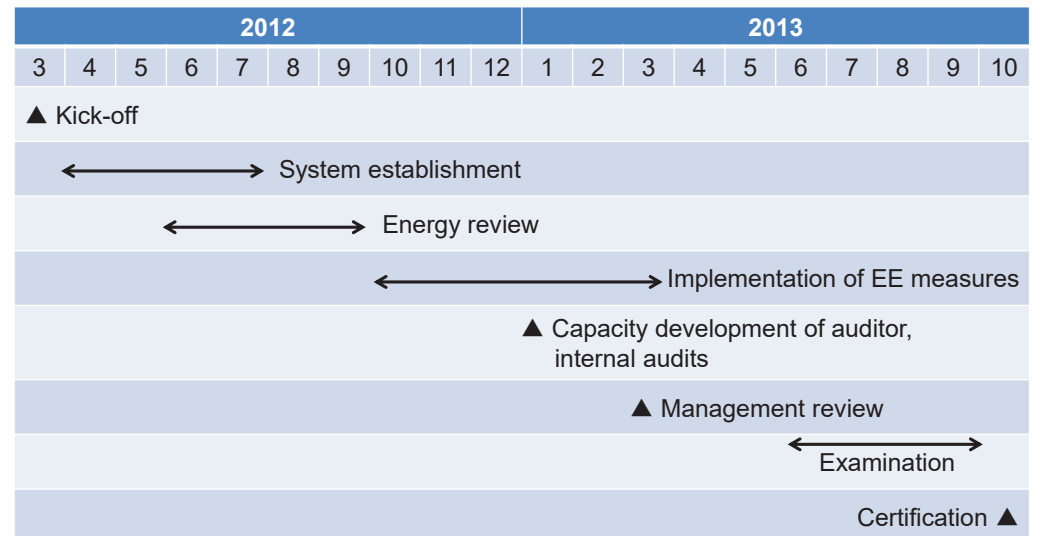 2012 2013
3 4 5 6 7 8 9 10 11 12 1 2 3 4 5 6 7 8 9 10
▲ Kick-off
System establishment
Energy review
Implementation of EE measures
▲ Capacity development of auditor,
internal audits
▲ Management review
Examination
Certification ▲